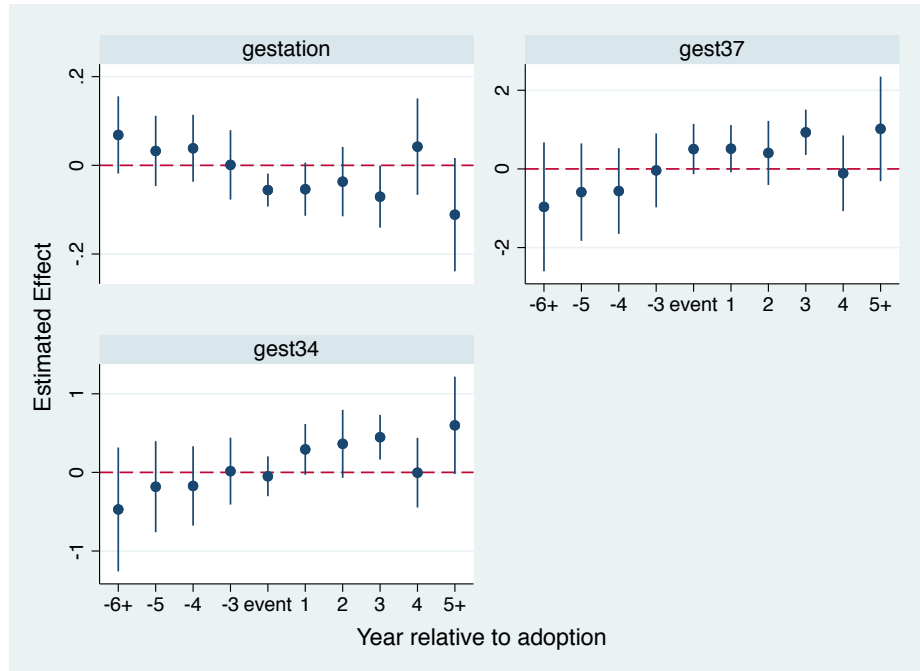 gestation
.2
0
-.2
gest37
2
0
-2
-6+ -5 -4 -3 event 1 2 3 4 5+
Estimated Effect
gest34
1
0
-1
-6+ -5 -4 -3 event 1 2 3 4 5+
Year relative to adoption